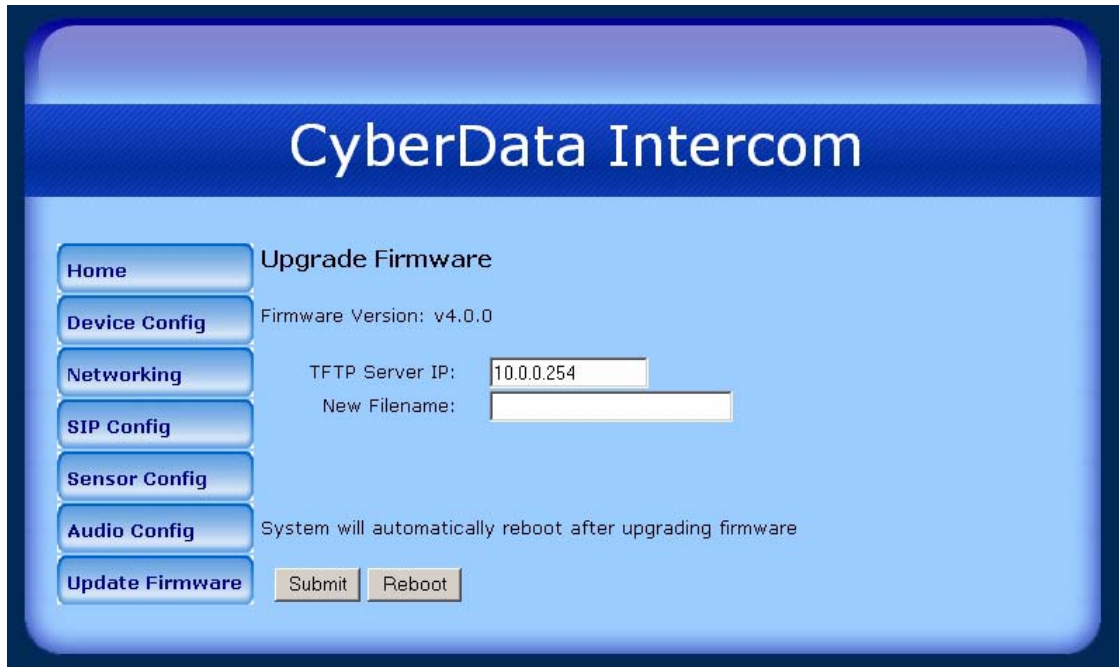 CyberData Intercom
Home
Device Config
Networking
SIP Config
Sensor Config
Audio Config
Update Firmware
Upgrade Firmware
Firmware Version: v4.0.0
TFTP Server IP: 10.0.0.254
New Filename:
System will automatically reboot after upgrading firmware
Submit Reboot